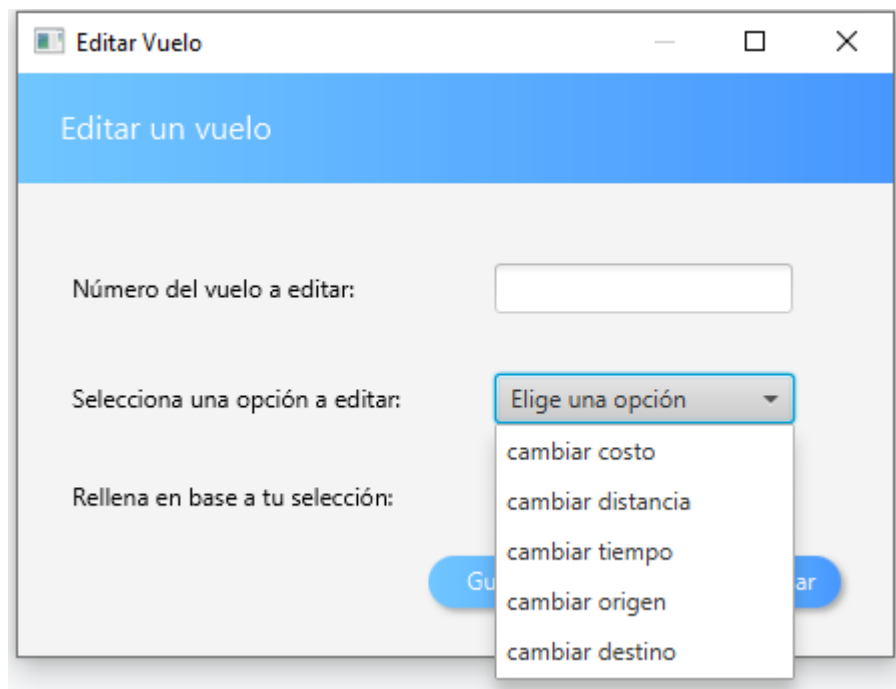 Editar Vuelo
Editar un vuelo
Número del vuelo a editar:
Selecciona una opción a editar:
Elige una opción
cambiar costo
cambiar distancia
cambiar tiempo
cambiar origen
cambiar destino
Rellena en base a tu selección: